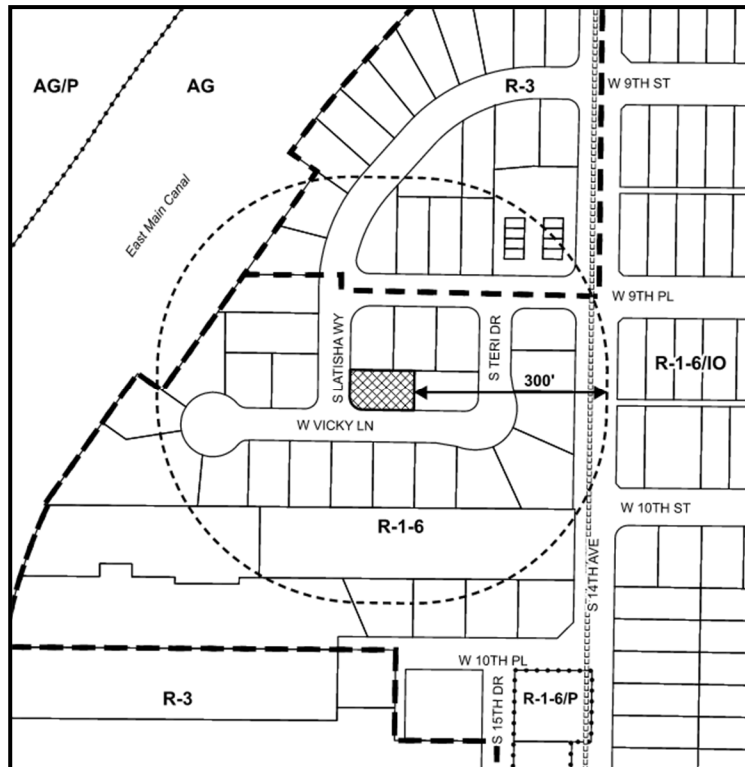 AG/P
AG
R-3
W 9TH ST
East Main Canal
W 9TH PL
S LATISHA WY
S TERI DR
R-1-6/IO
300'
W VICKY LN
W 10TH ST
R-1-6
S 14TH AVE
W 10TH PL
R-3
S 15TH DR
R-1-6/P